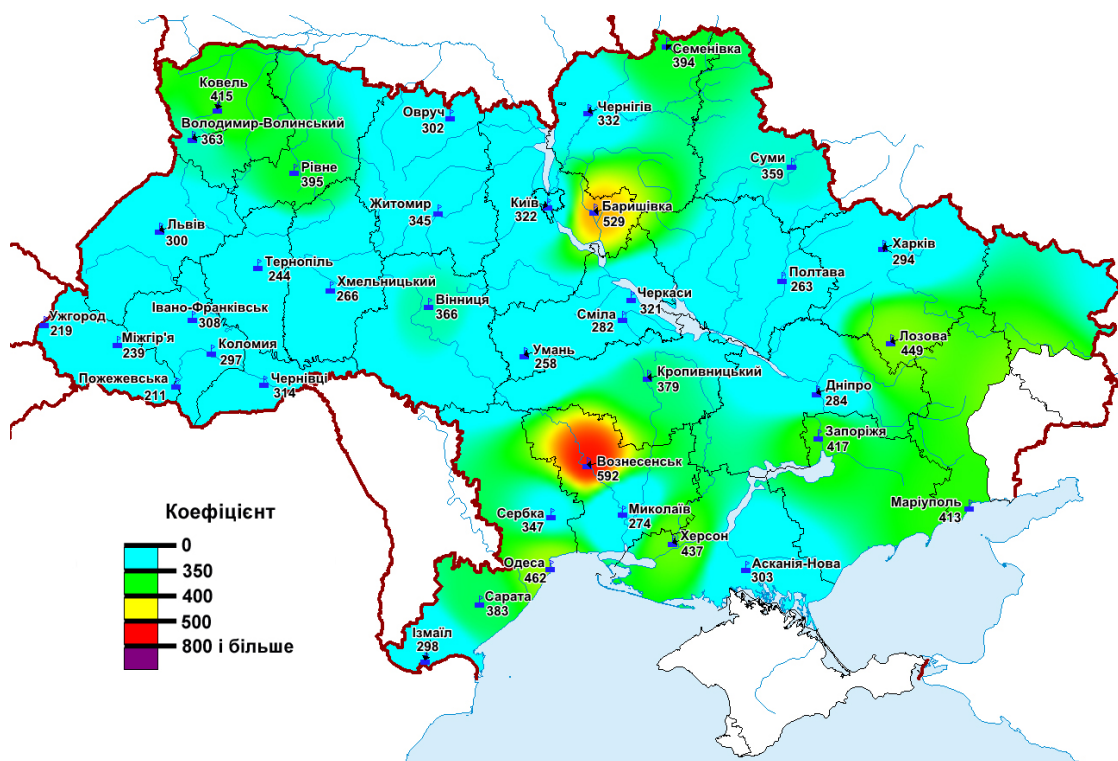 Семенівка
394
Ковель
415
Овруч
302
Чернігів
332
Володимир-Волинський
363
Рівне
395
Суми
359
Житомир
345
Київ
322
Баришівка
529
Львів
300
Харків
294
Тернопіль
244
Хмельницький
266
Полтава
263
Вінниця
366
Черкаси
321
Сміла
282
Івано-Франківськ
308
Ужгород
219
Міжгір'я
239
Коломия
297
Лозова
449
Умань
258
Кропивницький
379
Пожежевська
211
Чернівці
314
Дніпро
284
Запоріжя
417
Вознесенськ
592
Маріуполь
413
Сербка
347
Миколаїв
274
Херсон
437
Одеса
462
Асканія-Нова
303
Сарата
383
Ізмаїл
298
Коефіцієнт
0
350
400
500
800 і більше